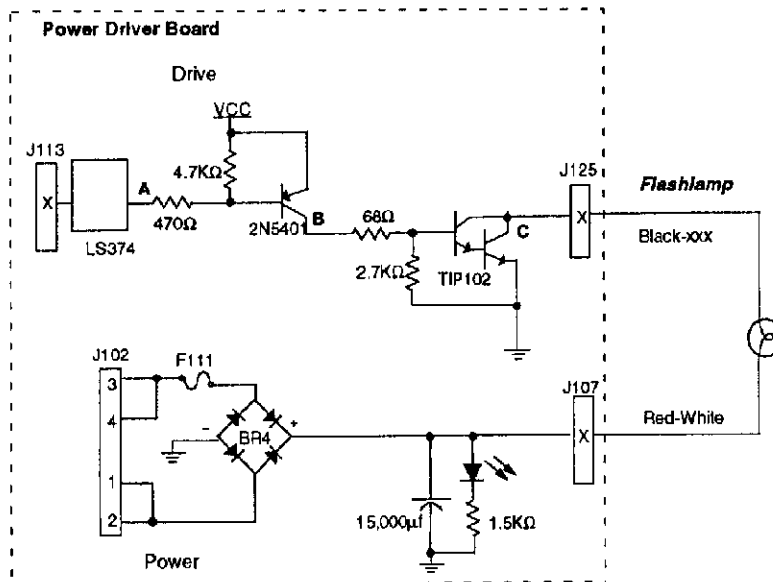 Power Driver Board
Drive
VCC
J113
X
LS374
A
4.7KΩ
470Ω
2N5401
B
68Ω
2.7KΩ
TIP102
C
J125
X
Flashlamp
Black-xxx
J102
3
4
1
2
F111
BR4
-
+
15,000µf
1.5KΩ
J107
X
Red-White
Power